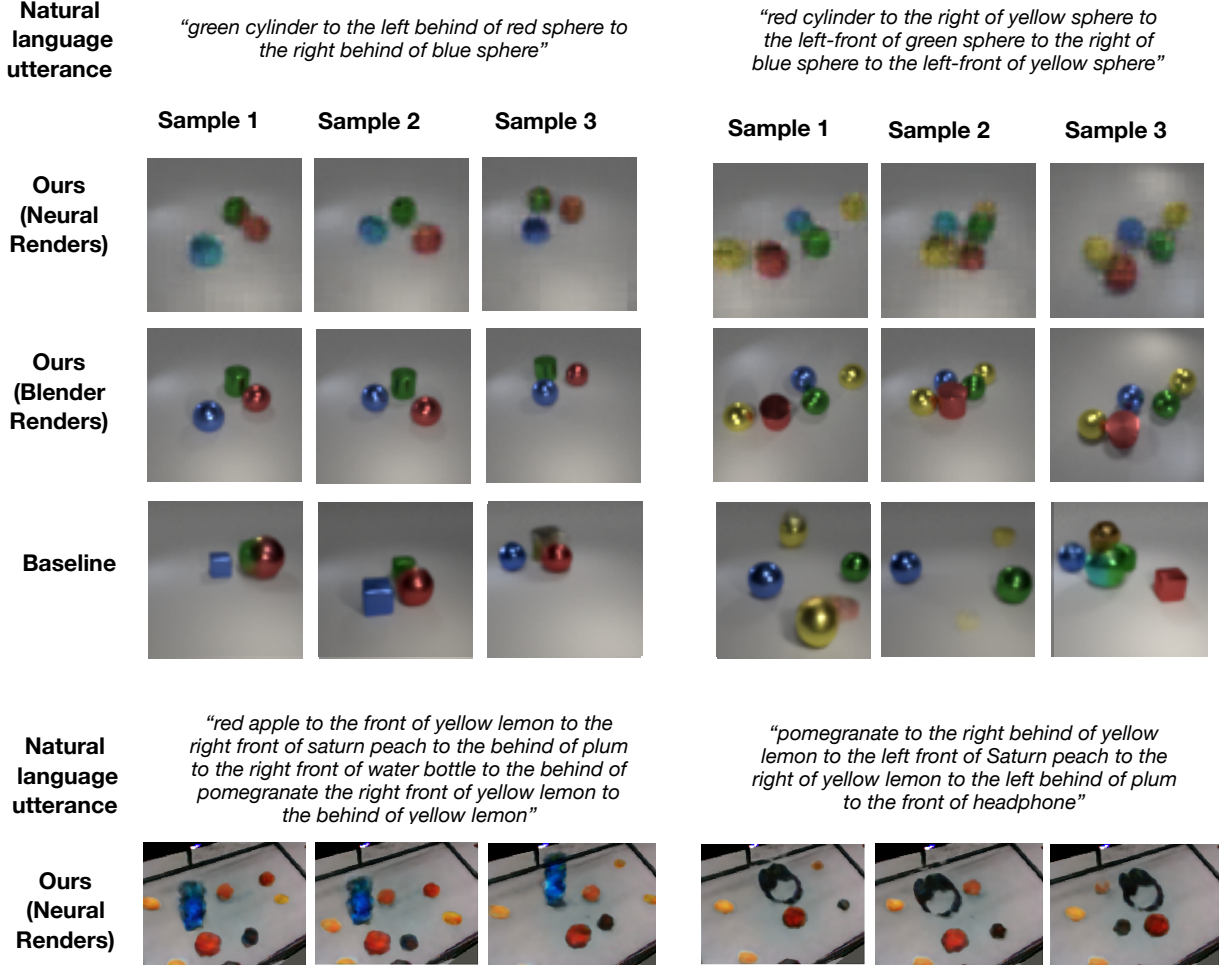 Natural
language
utterance
“green cylinder to the left behind of red sphere to
the right behind of blue sphere”
“red cylinder to the right of yellow sphere to
the left-front of green sphere to the right of
blue sphere to the left-front of yellow sphere”
Sample 1
Sample 2
Sample 3
Sample 1
Sample 2
Sample 3
Ours
(Neural
Renders)
Ours
(Blender
Renders)
Baseline
Natural
language
utterance
“red apple to the front of yellow lemon to the
right front of saturn peach to the behind of plum
to the right front of water bottle to the behind of
pomegranate the right front of yellow lemon to
the behind of yellow lemon”
“pomegranate to the right behind of yellow
lemon to the left front of Saturn peach to the
right of yellow lemon to the left behind of plum
to the front of headphone”
Ours
(Neural
Renders)